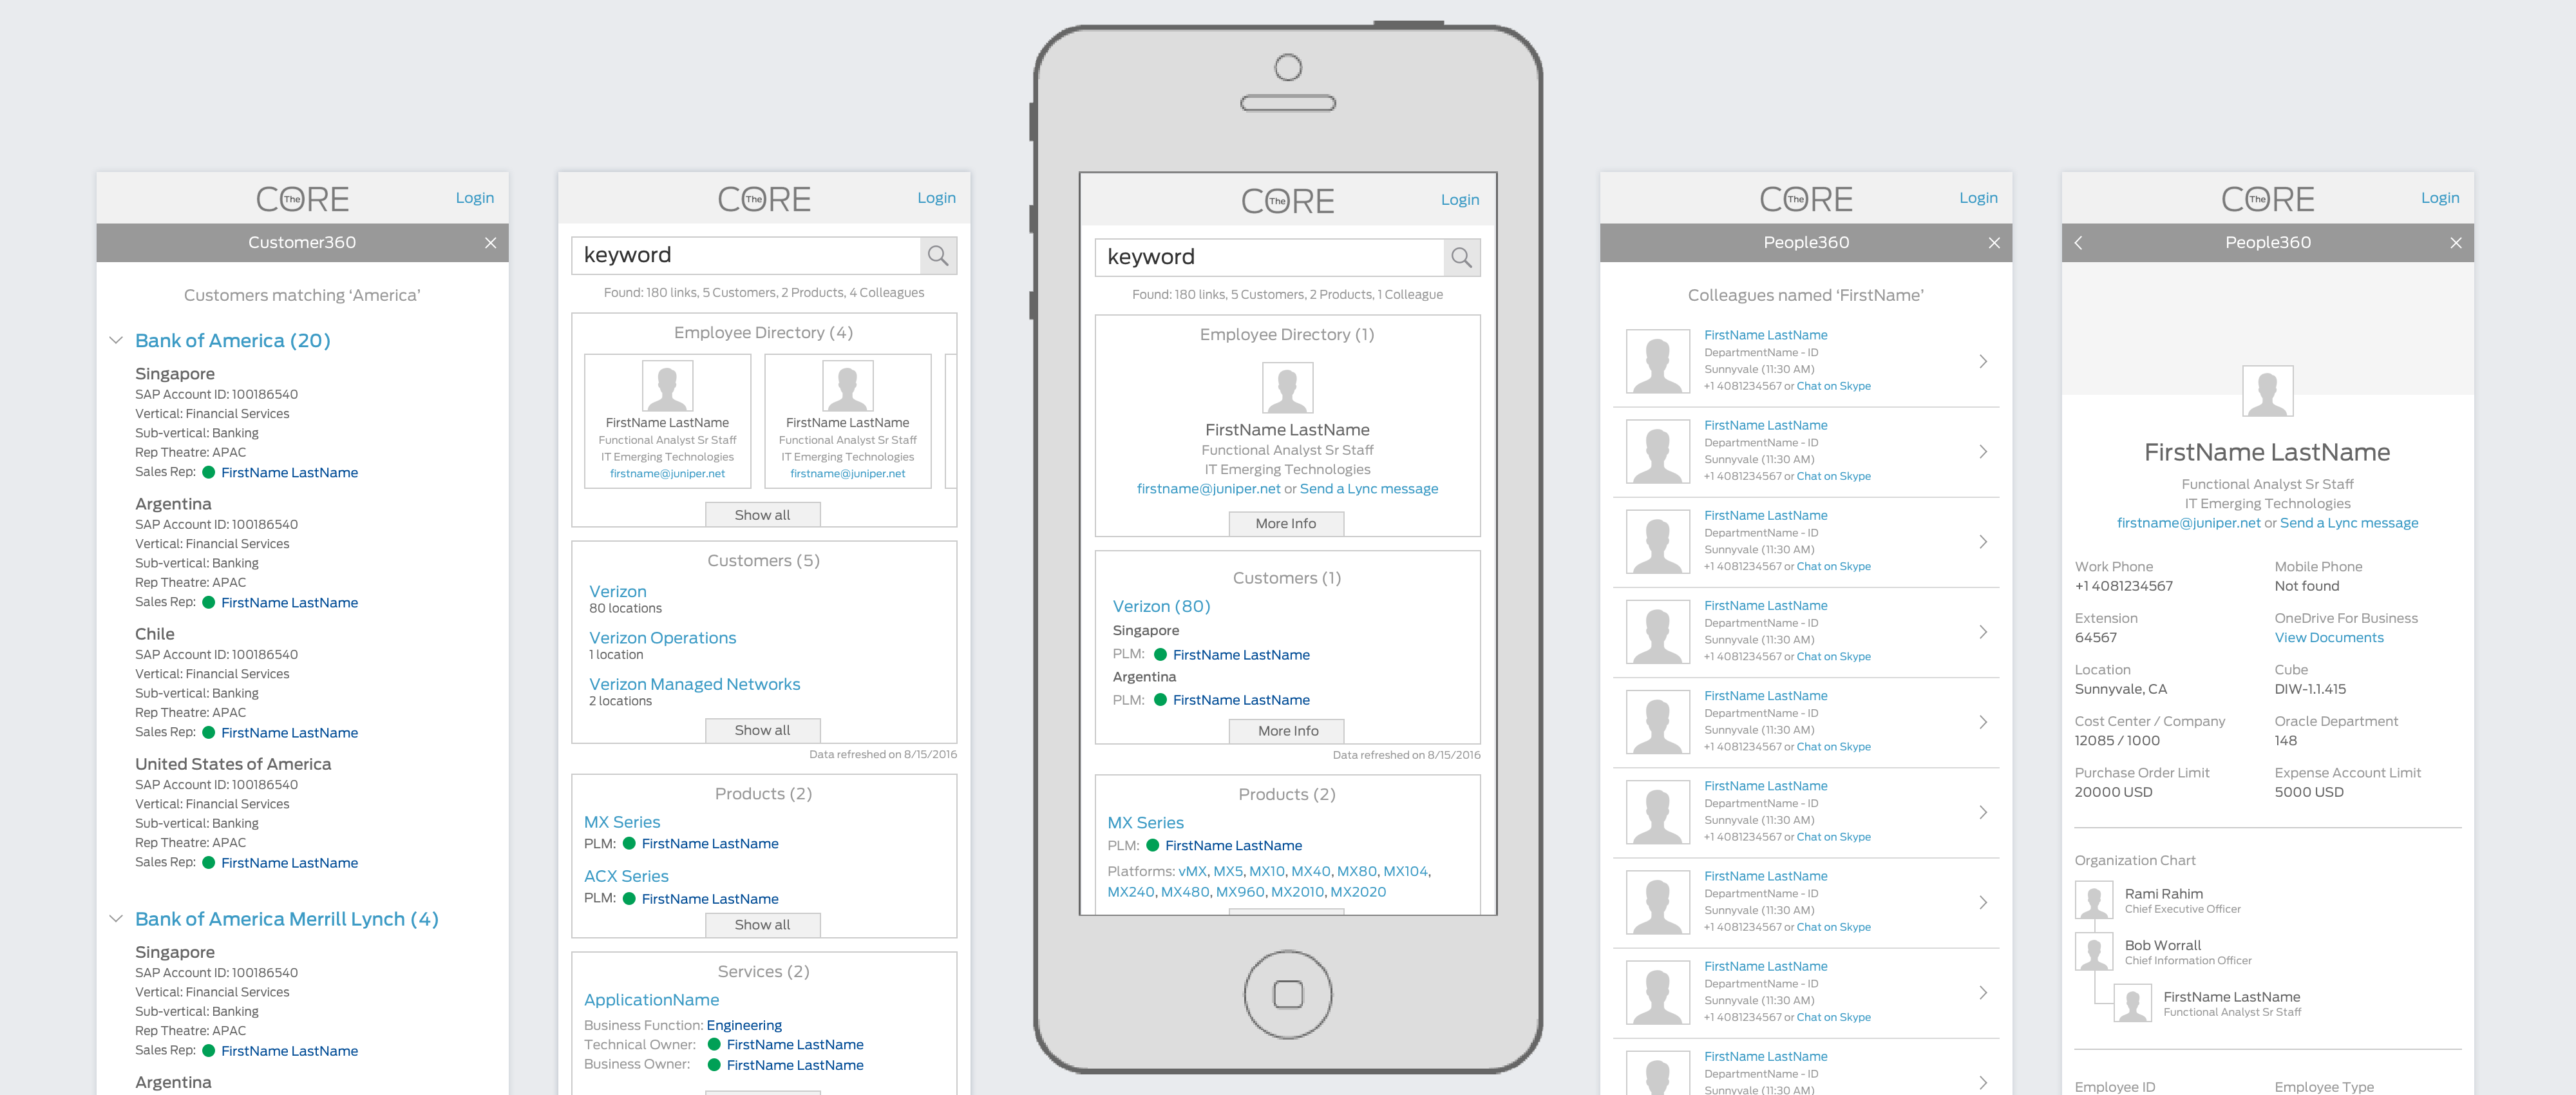 The CORE
Login
Customer360
Customers matching ‘America’
Bank of America (20)
Singapore
SAP Account ID: 100186540
Vertical: Financial Services
Sub-vertical: Banking
Rep Theatre: APAC
Sales Rep: FirstName LastName
Argentina
SAP Account ID: 100186540
Vertical: Financial Services
Sub-vertical: Banking
Rep Theatre: APAC
Sales Rep: FirstName LastName
Chile
SAP Account ID: 100186540
Vertical: Financial Services
Sub-vertical: Banking
Rep Theatre: APAC
Sales Rep: FirstName LastName
United States of America
SAP Account ID: 100186540
Vertical: Financial Services
Sub-vertical: Banking
Rep Theatre: APAC
Sales Rep: FirstName LastName
Bank of America Merrill Lynch (4)
Singapore
SAP Account ID: 100186540
Vertical: Financial Services
Sub-vertical: Banking
Rep Theatre: APAC
Sales Rep: FirstName LastName
Argentina
The CORE
Login
keyword
Found: 180 links, 5 Customers, 2 Products, 4 Colleagues
Employee Directory (4)
FirstName LastName
Functional Analyst Sr Staff
IT Emerging Technologies
firstname@juniper.net
FirstName LastName
Functional Analyst Sr Staff
IT Emerging Technologies
firstname@juniper.net
Show all
Customers (5)
Verizon
80 locations
Verizon Operations
1 location
Verizon Managed Networks
2 locations
Show all
Data refreshed on 8/15/2016
Products (2)
MX Series
PLM: FirstName LastName
ACX Series
PLM: FirstName LastName
Show all
Services (2)
ApplicationName
Business Function: Engineering
Technical Owner: FirstName LastName
Business Owner: FirstName LastName
The CORE
Login
keyword
Found: 180 links, 5 Customers, 2 Products, 1 Colleague
Employee Directory (1)
FirstName LastName
Functional Analyst Sr Staff
IT Emerging Technologies
firstname@juniper.net or Send a Lync message
More Info
Customers (1)
Verizon (80)
Singapore
PLM: FirstName LastName
Argentina
PLM: FirstName LastName
More Info
Data refreshed on 8/15/2016
Products (2)
MX Series
PLM: FirstName LastName
Platforms: vMX, MX5, MX10, MX40, MX80, MX104,
MX240, MX480, MX960, MX2010, MX2020
The CORE
Login
People360
Colleagues named ‘FirstName’
FirstName LastName
DepartmentName - ID
Sunnyvale (11:30 AM)
+1 4081234567 or Chat on Skype
FirstName LastName
DepartmentName - ID
Sunnyvale (11:30 AM)
+1 4081234567 or Chat on Skype
FirstName LastName
DepartmentName - ID
Sunnyvale (11:30 AM)
+1 4081234567 or Chat on Skype
FirstName LastName
DepartmentName - ID
Sunnyvale (11:30 AM)
+1 4081234567 or Chat on Skype
FirstName LastName
DepartmentName - ID
Sunnyvale (11:30 AM)
+1 4081234567 or Chat on Skype
FirstName LastName
DepartmentName - ID
Sunnyvale (11:30 AM)
+1 4081234567 or Chat on Skype
FirstName LastName
DepartmentName - ID
Sunnyvale (11:30 AM)
+1 4081234567 or Chat on Skype
FirstName LastName
DepartmentName - ID
Sunnyvale (11:30 AM)
+1 4081234567 or Chat on Skype
FirstName LastName
DepartmentName - ID
Sunnyvale (11:30 AM)
The CORE
Login
People360
FirstName LastName
Functional Analyst Sr Staff
IT Emerging Technologies
firstname@juniper.net or Send a Lync message
Work Phone
+1 4081234567
Mobile Phone
Not found
Extension
64567
OneDrive For Business
View Documents
Location
Sunnyvale, CA
Cube
DIW-1.1.415
Cost Center / Company
12085 / 1000
Oracle Department
148
Purchase Order Limit
20000 USD
Expense Account Limit
5000 USD
Organization Chart
Rami Rahim
Chief Executive Officer
Bob Worrall
Chief Information Officer
FirstName LastName
Functional Analyst Sr Staff
Employee ID
Employee Type